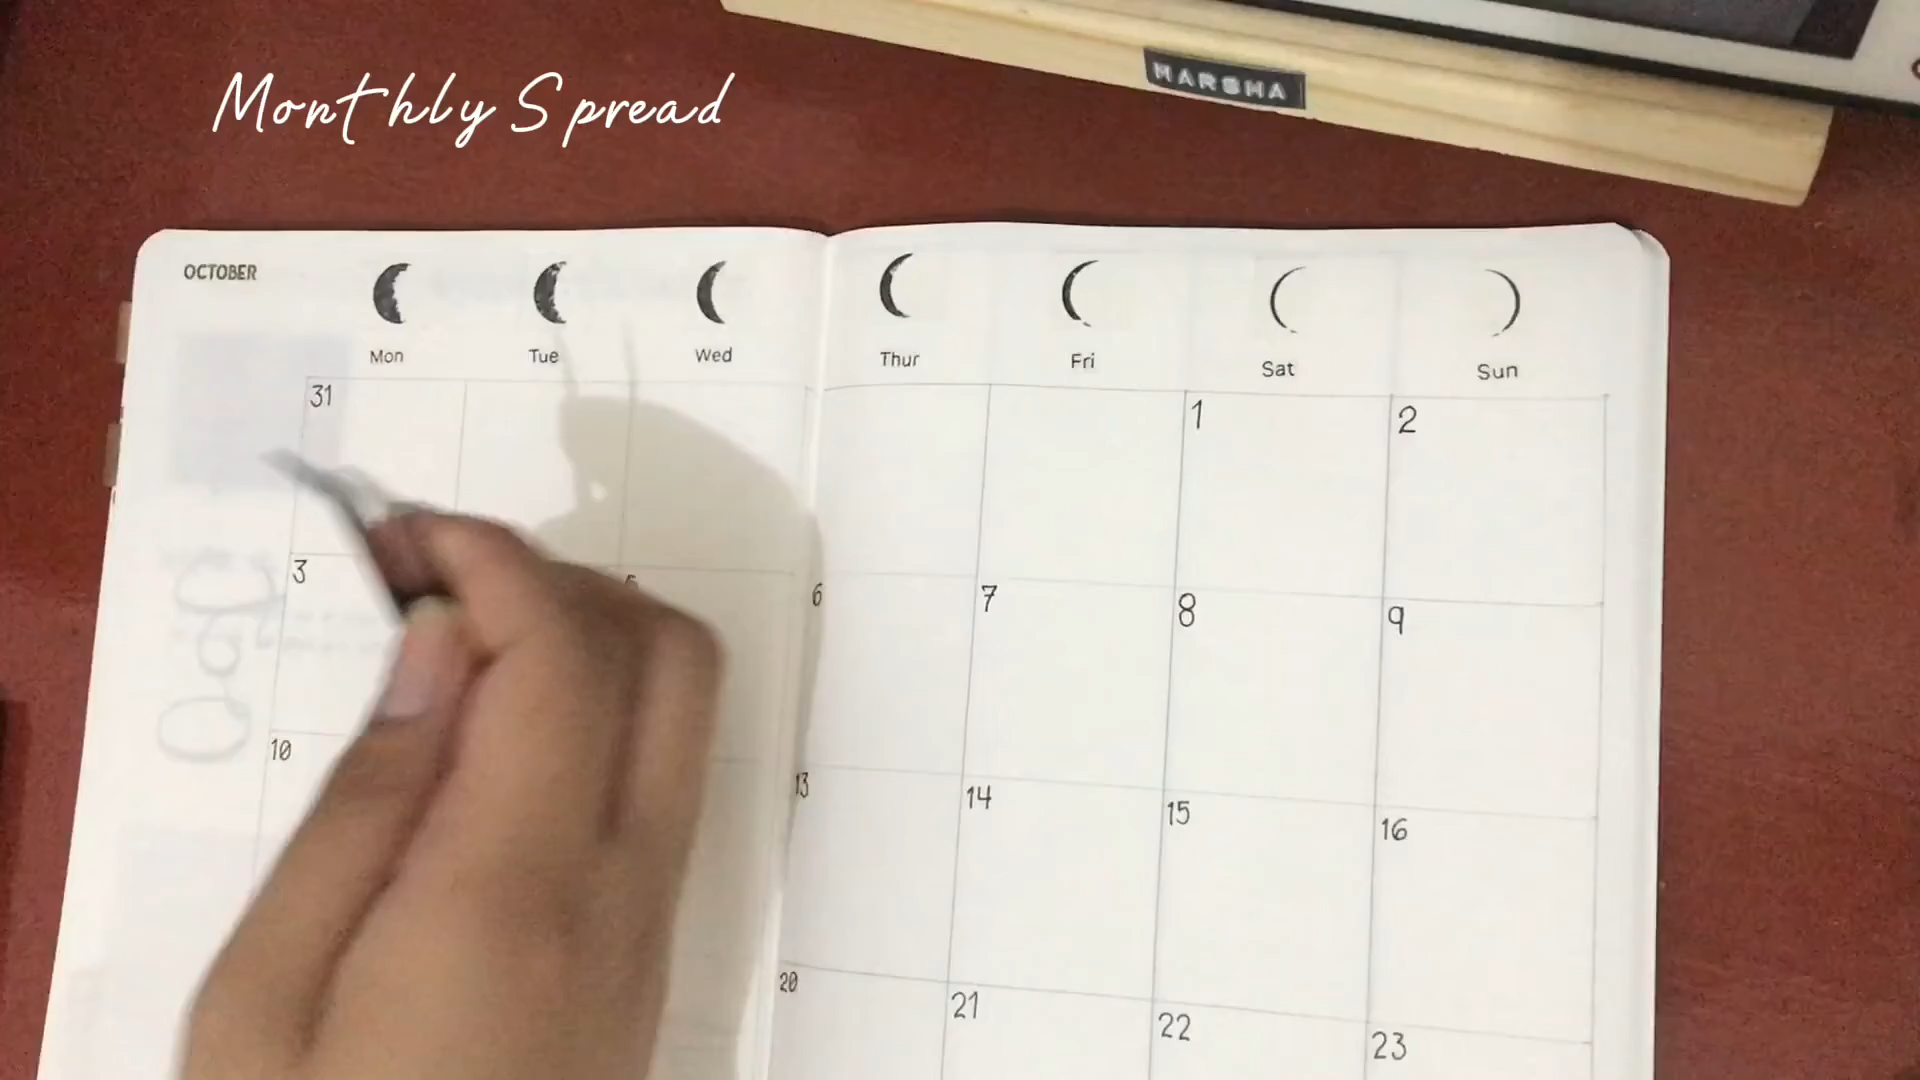 Monthly Spread
MARSHA
OCTOBER
Mon Tue Wed Thur Fri Sat Sun
31 1 2
3 6 7 8 9
10 13 14 15 16
20 21 22 23